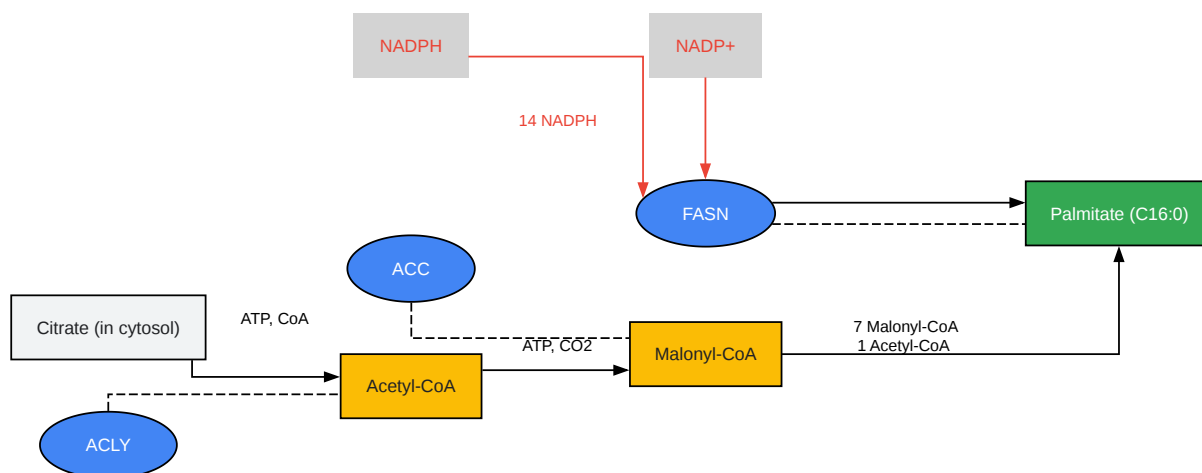 NADPH
NADP+
14 NADPH
FASN
Palmitate (C16:0)
ACC
Citrate (in cytosol)
ATP, CoA
7 Malonyl-CoA
1 Acetyl-CoA
ATP, CO2
Malonyl-CoA
Acetyl-CoA
ACLY